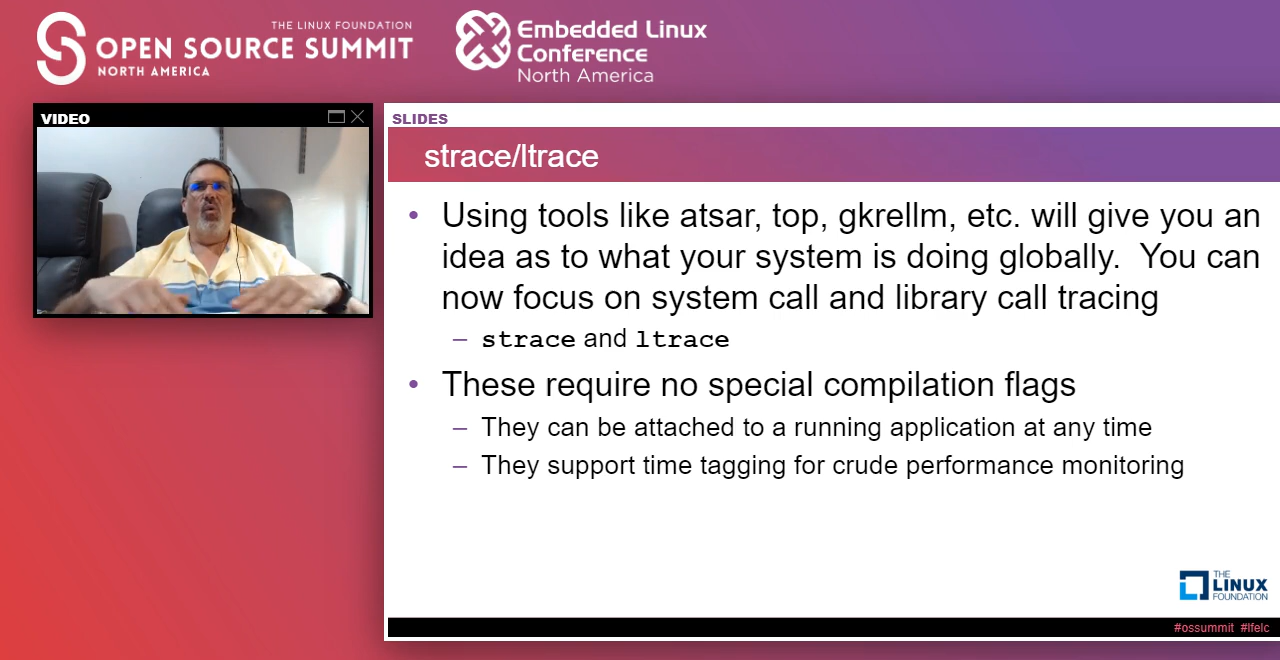 THE LINUX FOUNDATION
OPEN SOURCE SUMMIT
NORTH AMERICA
Embedded Linux
Conference
North America
VIDEO
SLIDES
strace/ltrace
• Using tools like atsar, top, gkrellm, etc. will give you an
idea as to what your system is doing globally.  You can
now focus on system call and library call tracing
– strace and ltrace
• These require no special compilation flags
– They can be attached to a running application at any time
– They support time tagging for crude performance monitoring
THE
LINUX
FOUNDATION
#ossummit #lfelc